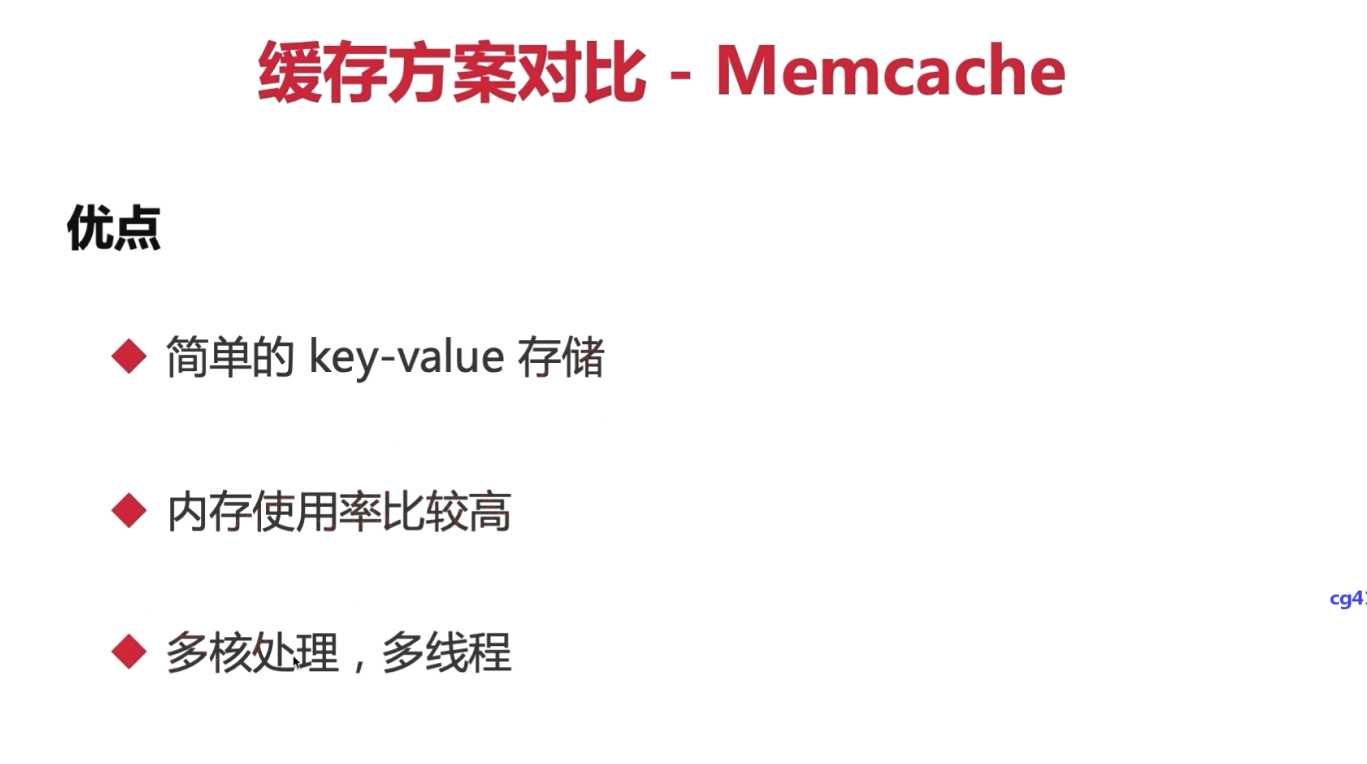 缓存方案对比 - Memcache
优点
简单的 key-value 存储
内存使用率比较高
多核处理，多线程